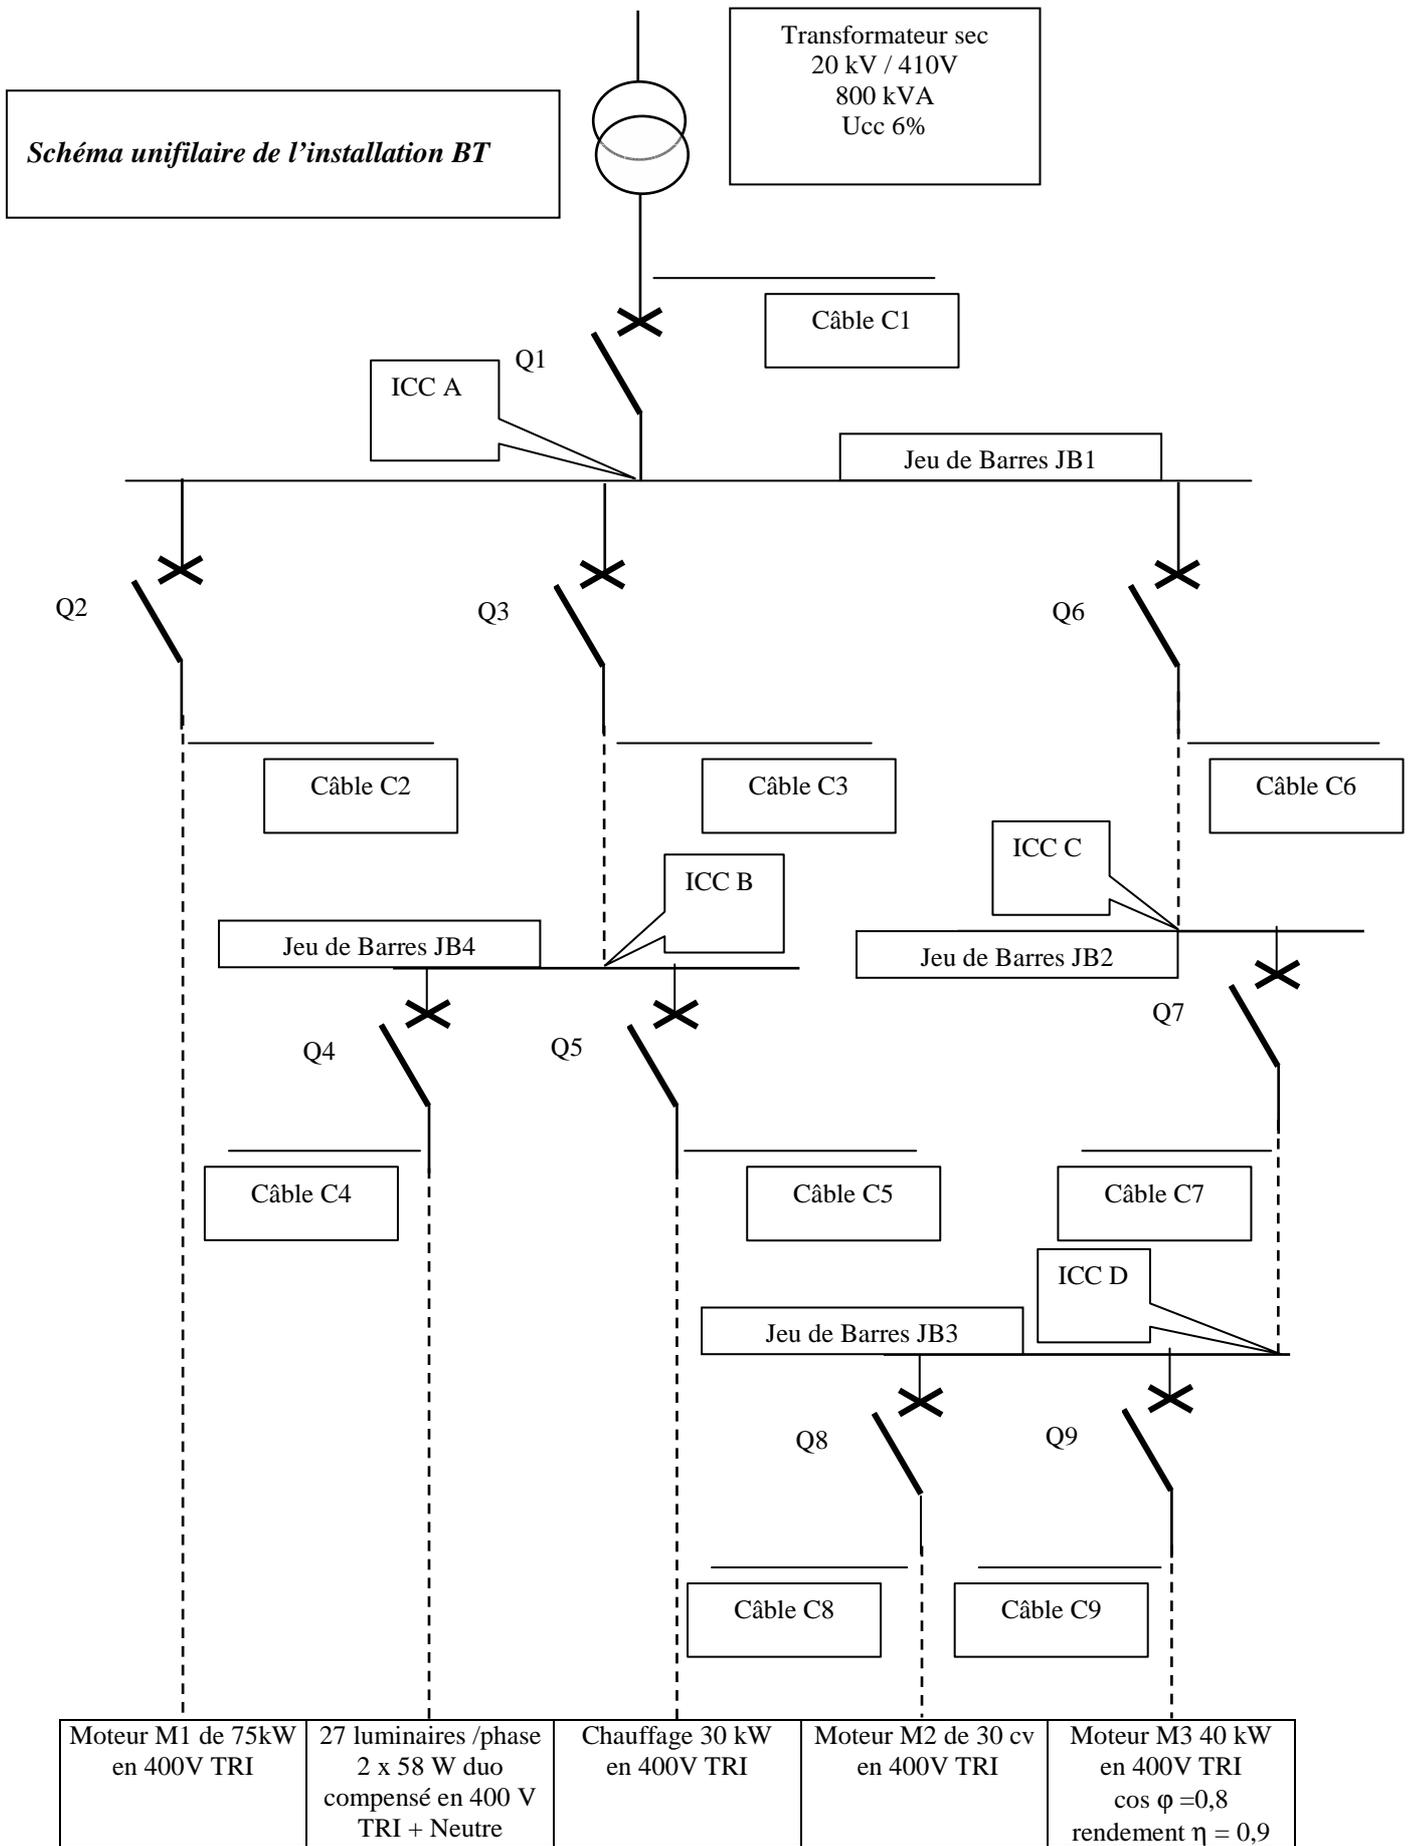 Transformateur sec
20 kV / 410V
800 kVA
Ucc 6%
Schéma unifilaire de l'installation BT
Câble C1
Q1
ICC A
Jeu de Barres JB1
Q2
Q3
Q6
Câble C2
Câble C3
Câble C6
ICC C
ICC B
Jeu de Barres JB4
Jeu de Barres JB2
Q7
Q4
Q5
Câble C4
Câble C5
Câble C7
ICC D
Jeu de Barres JB3
Q8
Q9
Câble C8
Câble C9
Moteur M1 de 75kW
en 400V TRI
27 luminaires /phase
2 x 58 W duo
compensé en 400 V
TRI + Neutre
Chauffage 30 kW
en 400V TRI
Moteur M2 de 30 cv
en 400V TRI
Moteur M3 40 kW
en 400V TRI
cos φ =0,8
rendement η = 0,9